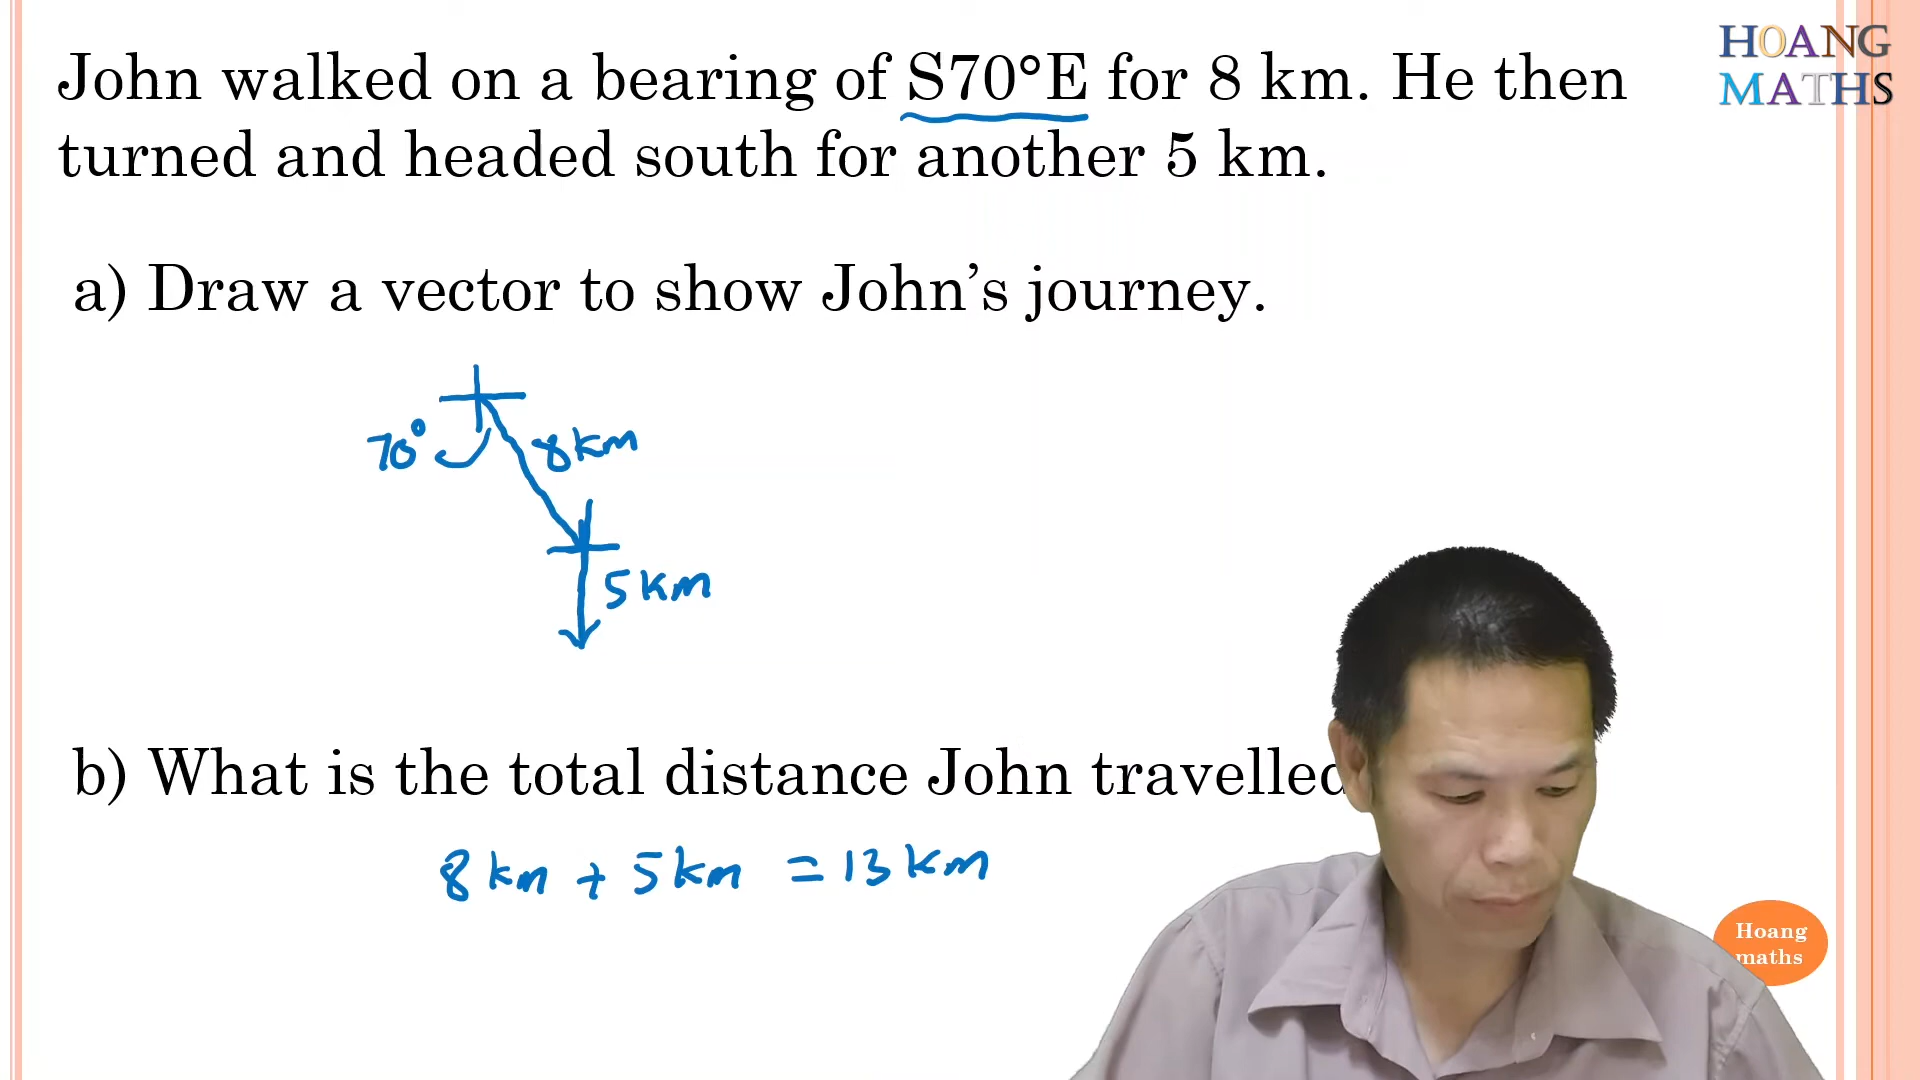 HOANG
MATHS
John walked on a bearing of S70°E for 8 km. He then
turned and headed south for another 5 km.
a) Draw a vector to show John’s journey.
70°
8km
5km
b) What is the total distance John travelled
8km + 5km = 13km
Hoang
maths